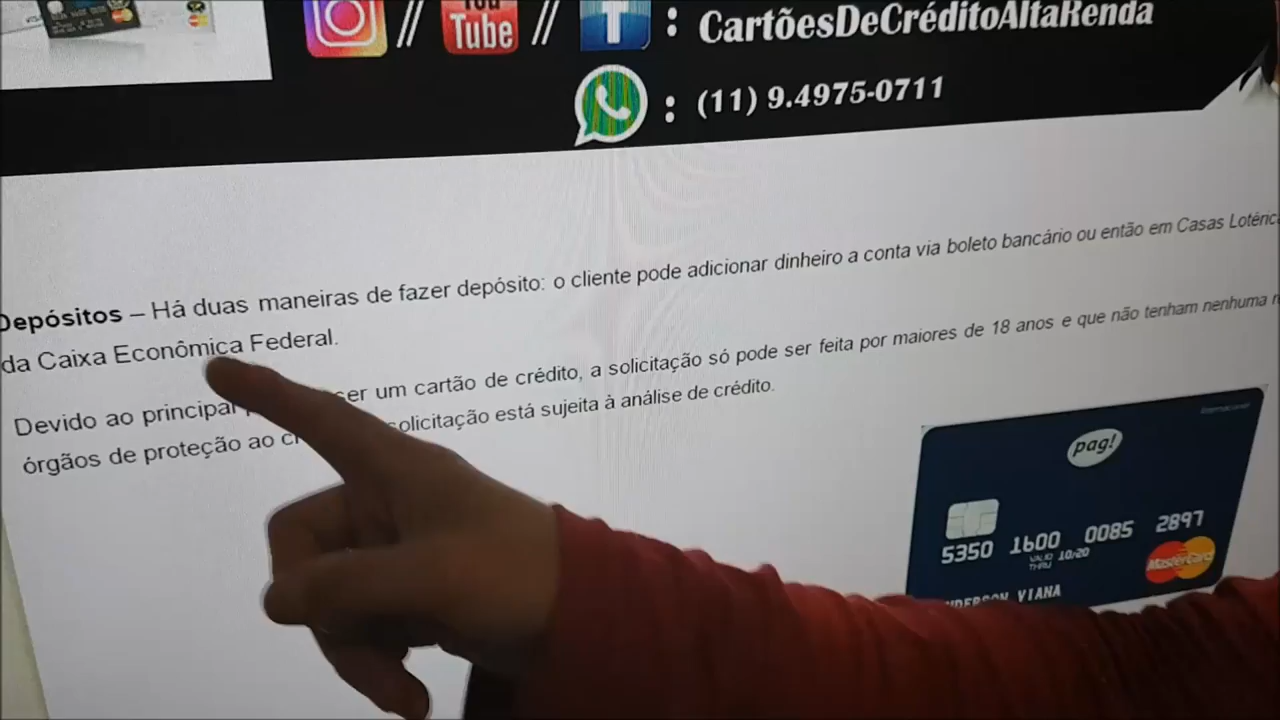 You
Tube
// // : CartõesDeCréditoAltaRenda
: (11) 9.4975-0711
Depósitos – Há duas maneiras de fazer depósito: o cliente pode adicionar dinheiro a conta via boleto bancário ou então em Casas
da Caixa Econômica Federal.
Devido ao principal um cartão de crédito, a solicitação só pode ser feita por maiores de 18 anos e que não tenham nenhuma
órgãos de proteção ao solicitação está sujeita à análise de crédito.
pag!
5350 1600 0085 2897
VALID
THRU 10/20
MasterCard
VIANA